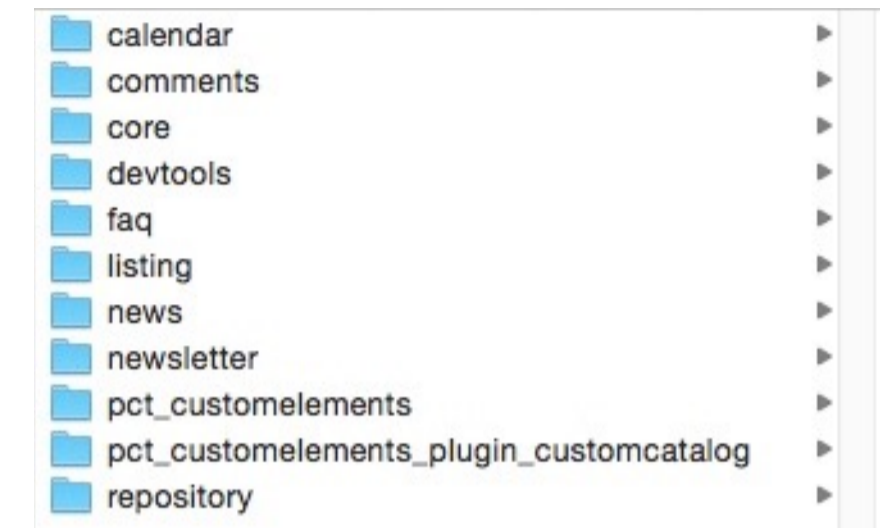 calendar
comments
core
devtools
faq
listing
news
newsletter
pct_customelements
pct_customelements_plugin_customcatalog
repository